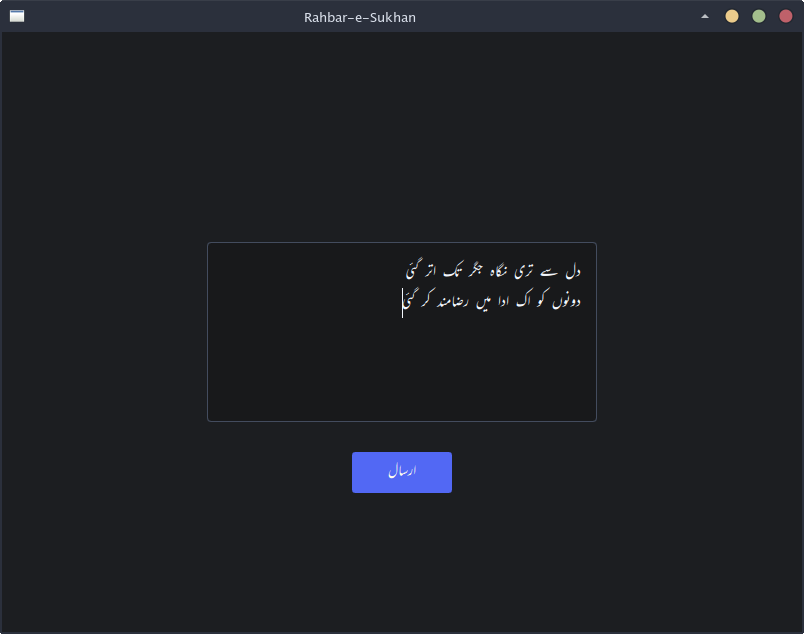 Rahbar-e-Sukhan
دل سے تری نگاہ جگر تک اتر گئی
دونوں کو اک ادا میں رضامند کر گئی
ارسال